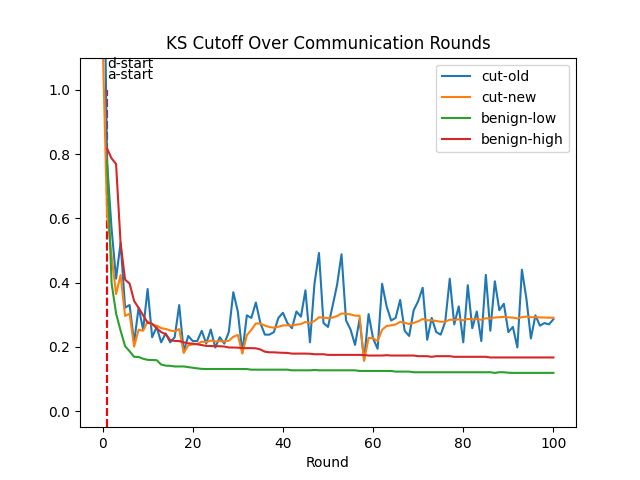 KS Cutoff Over Communication Rounds
d-start
a-start
cut-old
cut-new
benign-low
benign-high
1.0
0.8
0.6
0.4
0.2
0.0
0 20 40 60 80 100
Round